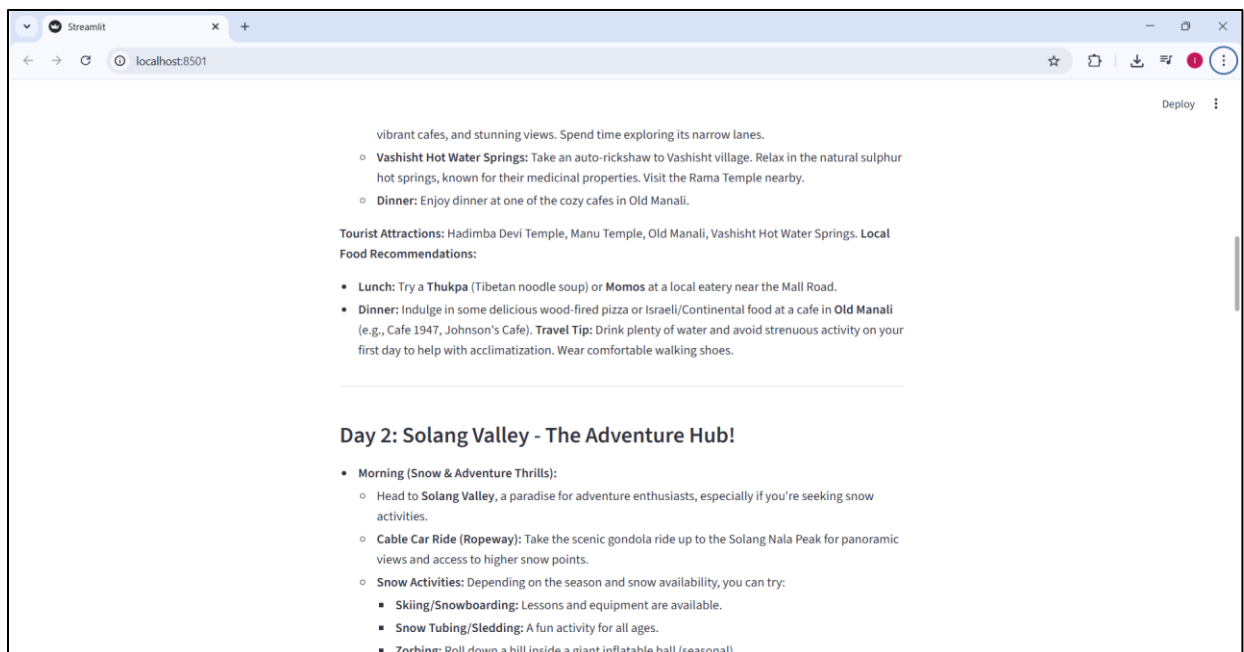 Streamlit
localhost:8501
Deploy
vibrant cafes, and stunning views. Spend time exploring its narrow lanes.
Vashisht Hot Water Springs: Take an auto-rickshaw to Vashisht village. Relax in the natural sulphur
hot springs, known for their medicinal properties. Visit the Rama Temple nearby.
Dinner: Enjoy dinner at one of the cozy cafes in Old Manali.
Tourist Attractions: Hadimba Devi Temple, Manu Temple, Old Manali, Vashisht Hot Water Springs. Local
Food Recommendations:
Lunch: Try a Thukpa (Tibetan noodle soup) or Momos at a local eatery near the Mall Road.
Dinner: Indulge in some delicious wood-fired pizza or Israeli/Continental food at a cafe in Old Manali
(e.g., Cafe 1947, Johnson's Cafe). Travel Tip: Drink plenty of water and avoid strenuous activity on your
first day to help with acclimatization. Wear comfortable walking shoes.
Day 2: Solang Valley - The Adventure Hub!
Morning (Snow & Adventure Thrills):
Head to Solang Valley, a paradise for adventure enthusiasts, especially if you're seeking snow
activities.
Cable Car Ride (Ropeway): Take the scenic gondola ride up to the Solang Nala Peak for panoramic
views and access to higher snow points.
Snow Activities: Depending on the season and snow availability, you can try:
Skiing/Snowboarding: Lessons and equipment are available.
Snow Tubing/Sledding: A fun activity for all ages.
Zorbing: Roll down a hill inside a giant inflatable ball (seasonal).